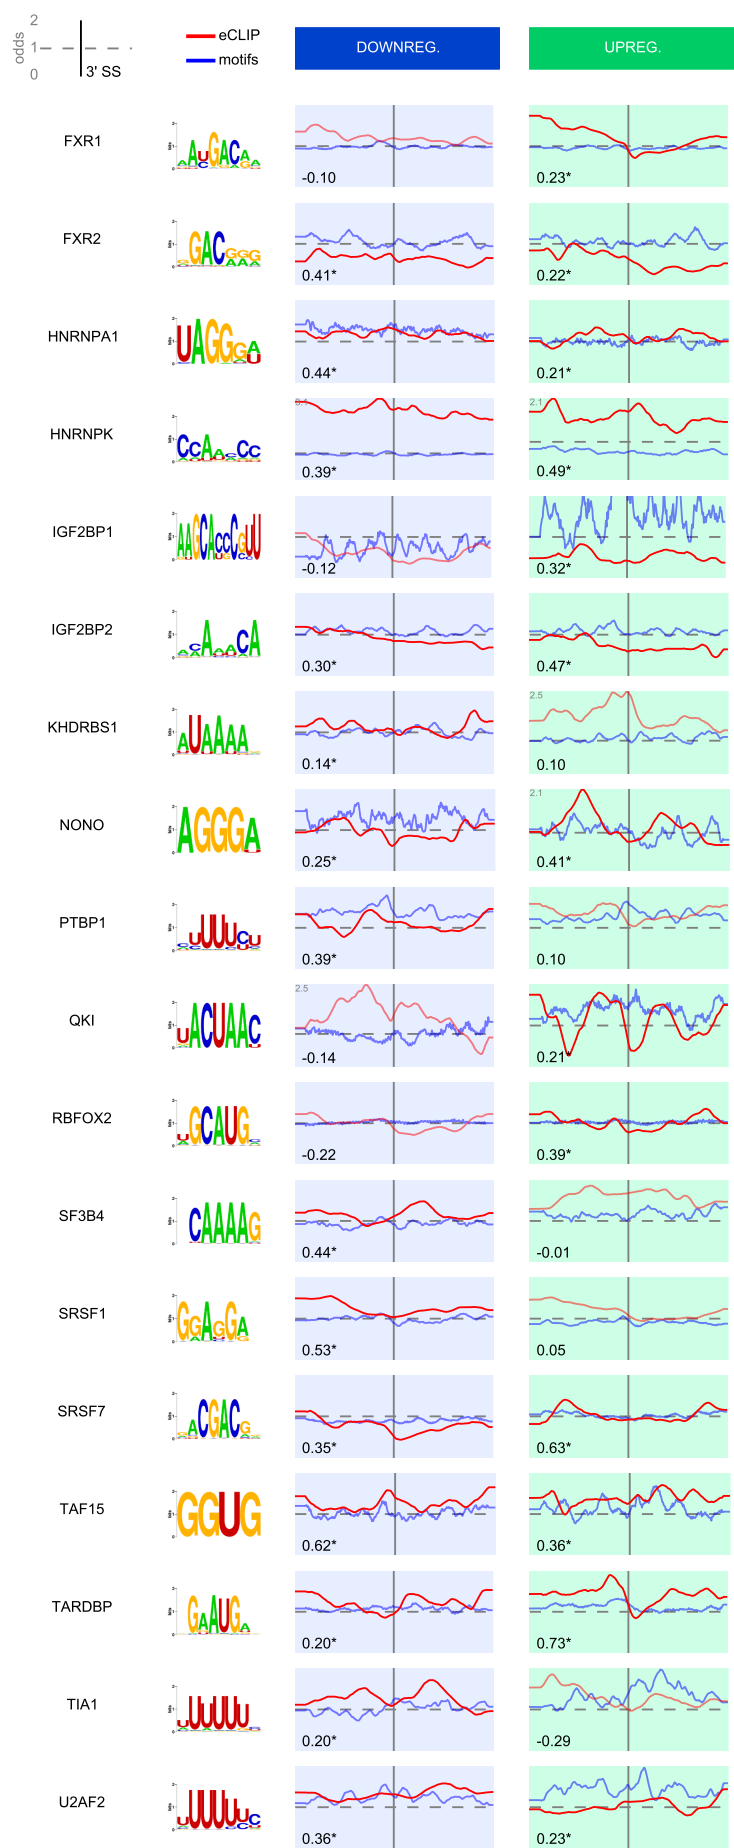 2
odds
1
0
3' SS
eCLIP
motifs
DOWNREG.
UPREG.
FXR1
-0.10
0.23*
FXR2
0.41*
0.22*
HNRNPA1
0.44*
0.21*
HNRNPK
0.39*
2.1
0.49*
IGF2BP1
-0.12
0.32*
IGF2BP2
0.30*
0.47*
KHDRBS1
0.14*
2.5
0.10
NONO
0.25*
2.1
0.41*
PTBP1
0.39*
0.10
QKI
2.5
-0.14
0.21*
RBFOX2
-0.22
0.39*
SF3B4
0.44*
-0.01
SRSF1
0.53*
0.05
SRSF7
0.35*
0.63*
TAF15
GGUG
0.62*
0.36*
TARDBP
0.20*
0.73*
TIA1
0.20*
-0.29
U2AF2
0.36*
0.23*